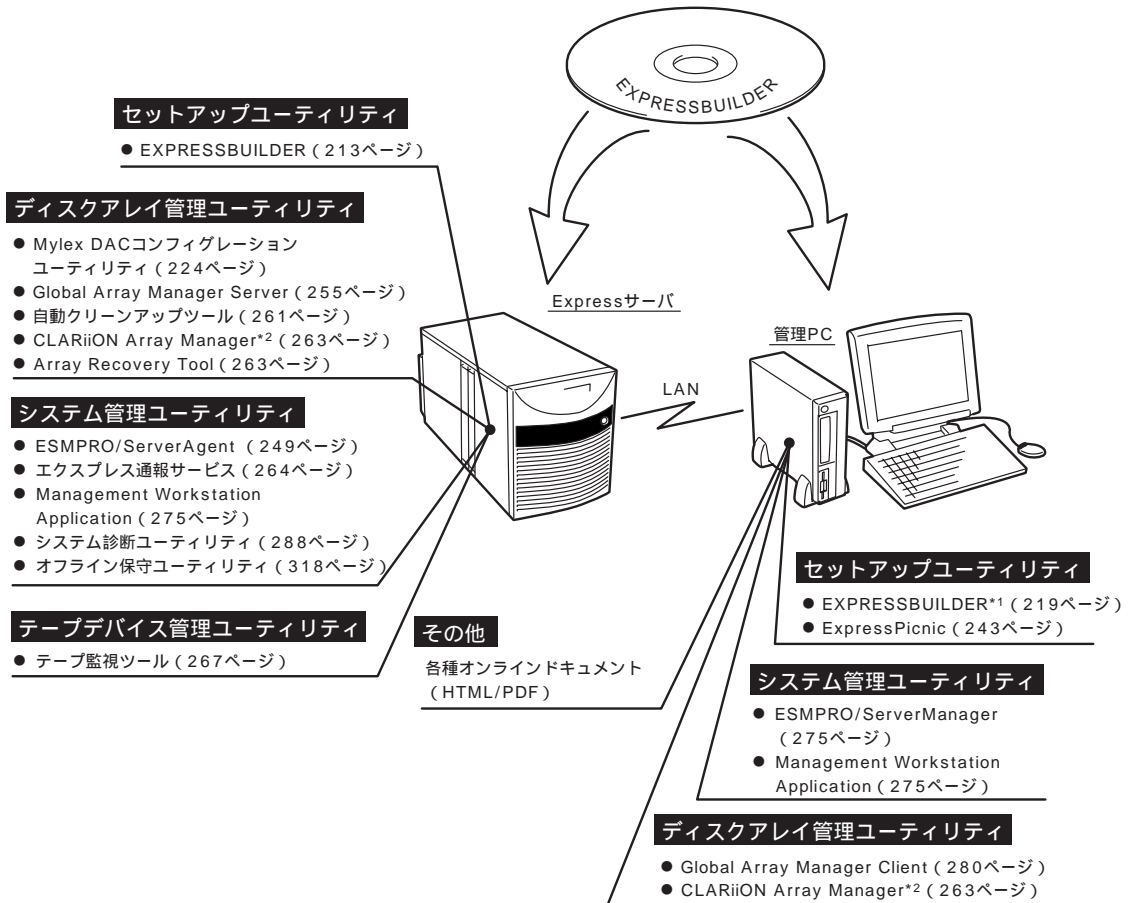 EXPRESSBUILDER
セットアップユーティリティ
● EXPRESSBUILDER（213ページ）
ディスクアレイ管理ユーティリティ
● Mylex DACコンフィグレーション
ユーティリティ（224ページ）
● Global Array Manager Server（255ページ）
● 自動クリーンアップツール（261ページ）
● CLARiiON Array Manager*2（263ページ）
● Array Recovery Tool（263ページ）
システム管理ユーティリティ
● ESMPRO/ServerAgent （249ページ）
● エクスプレス通報サービス（264ページ）
● Management Workstation
Application（275ページ）
● システム診断ユーティリティ（288ページ）
● オフライン保守ユーティリティ（318ページ）
テープデバイス管理ユーティリティ
● テープ監視ツール（267ページ）
Expressサーバ
LAN
管理PC
その他
各種オンラインドキュメント
（HTML/PDF）
セットアップユーティリティ
● EXPRESSBUILDER*1（219ページ）
● ExpressPicnic（243ページ）
システム管理ユーティリティ
● ESMPRO/ServerManager
（275ページ）
● Management Workstation
Application（275ページ）
ディスクアレイ管理ユーティリティ
● Global Array Manager Client（280ページ）
● CLARiiON Array Manager*2（263ページ）